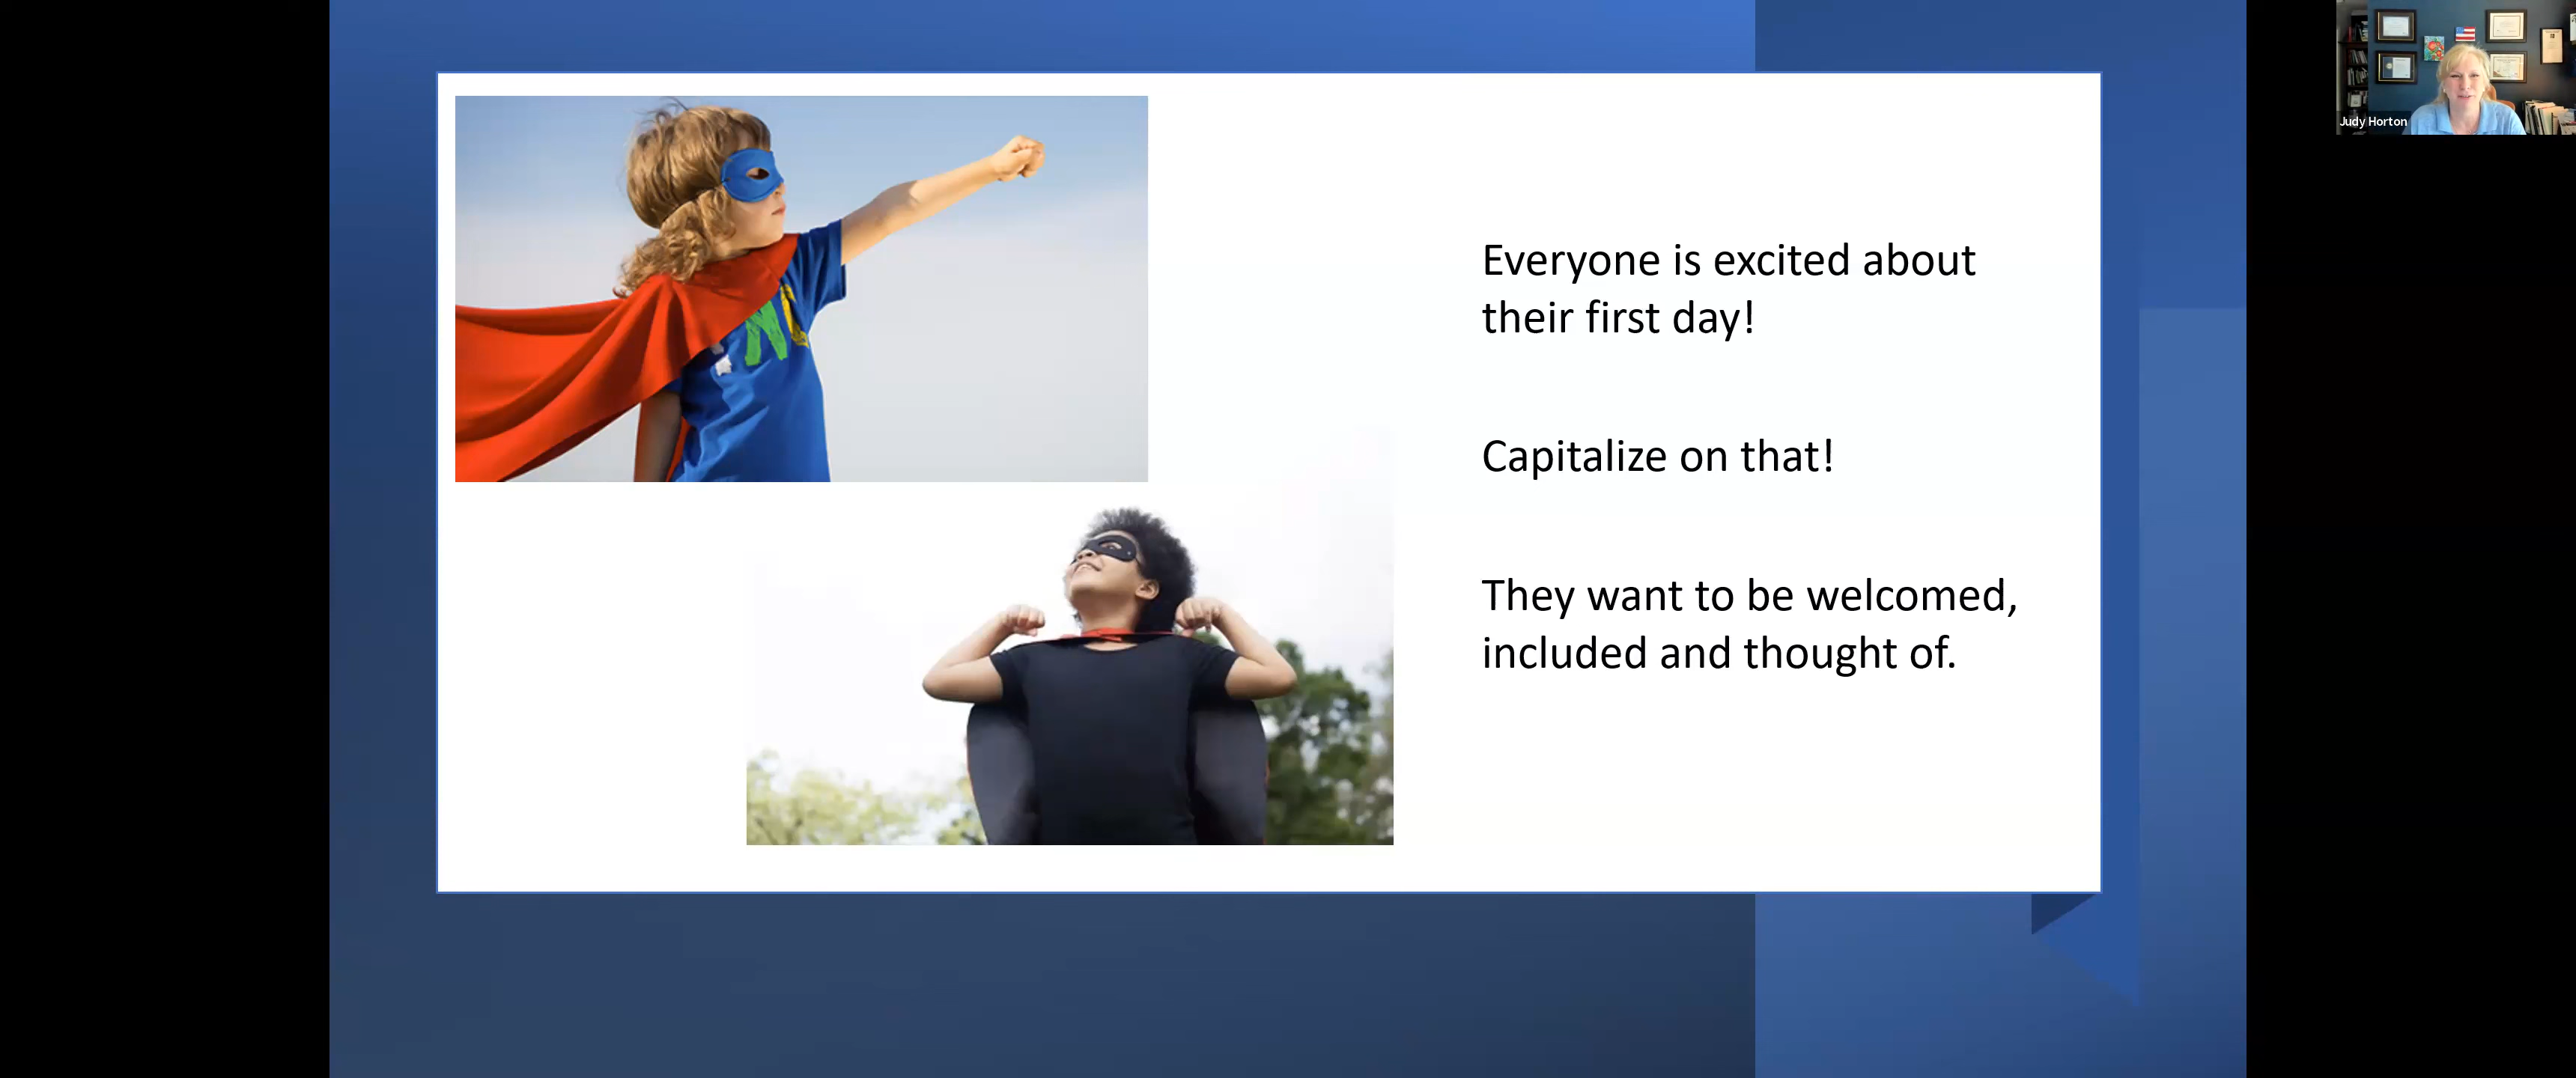 Everyone is excited about
their first day!
Capitalize on that!
They want to be welcomed,
included and thought of.
Judy Horton